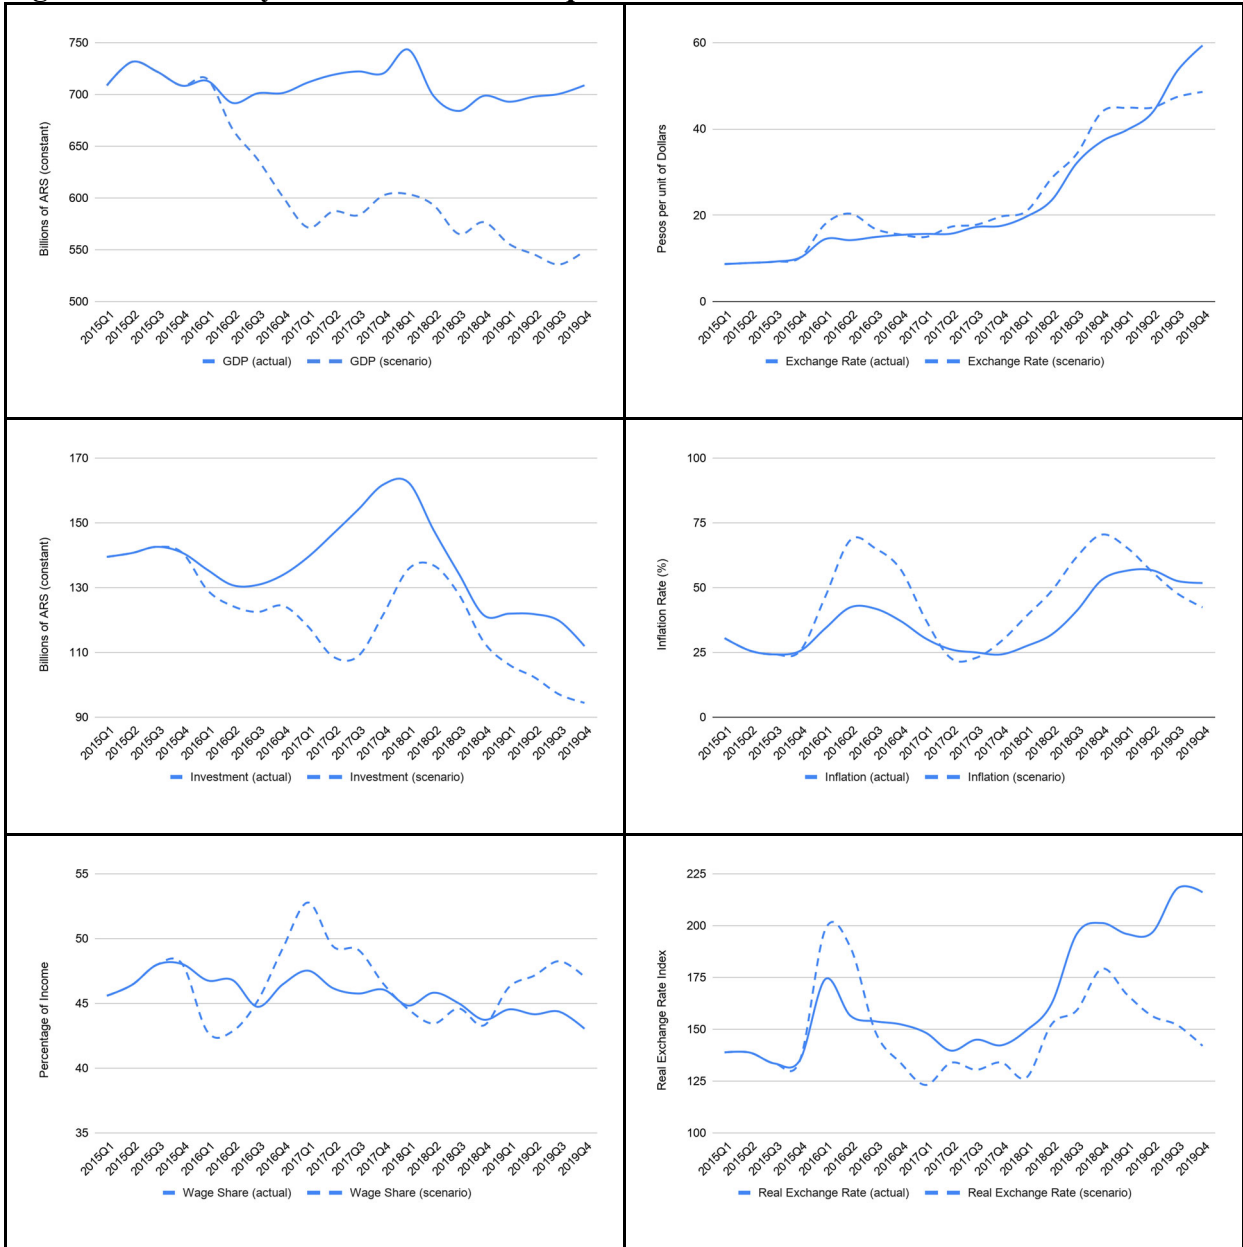 750
700
650
600
550
500
Billions of ARS (constant)
2015Q1 2015Q2 2015Q3 2015Q4 2016Q1 2016Q2 2016Q3 2016Q4 2017Q1 2017Q2 2017Q3 2017Q4 2018Q1 2018Q2 2018Q3 2018Q4 2019Q1 2019Q2 2019Q3 2019Q4
GDP (actual) GDP (scenario)
60
40
20
0
Pesos per unit of Dollars
2015Q1 2015Q2 2015Q3 2015Q4 2016Q1 2016Q2 2016Q3 2016Q4 2017Q1 2017Q2 2017Q3 2017Q4 2018Q1 2018Q2 2018Q3 2018Q4 2019Q1 2019Q2 2019Q3 2019Q4
Exchange Rate (actual) Exchange Rate (scenario)
170
150
130
110
90
Billions of ARS (constant)
2015Q1 2015Q2 2015Q3 2015Q4 2016Q1 2016Q2 2016Q3 2016Q4 2017Q1 2017Q2 2017Q3 2017Q4 2018Q1 2018Q2 2018Q3 2018Q4 2019Q1 2019Q2 2019Q3 2019Q4
Investment (actual) Investment (scenario)
100
75
50
25
0
Inflation Rate (%)
2015Q1 2015Q2 2015Q3 2015Q4 2016Q1 2016Q2 2016Q3 2016Q4 2017Q1 2017Q2 2017Q3 2017Q4 2018Q1 2018Q2 2018Q3 2018Q4 2019Q1 2019Q2 2019Q3 2019Q4
Inflation (actual) Inflation (scenario)
55
50
45
40
35
Percentage of Income
2015Q1 2015Q2 2015Q3 2015Q4 2016Q1 2016Q2 2016Q3 2016Q4 2017Q1 2017Q2 2017Q3 2017Q4 2018Q1 2018Q2 2018Q3 2018Q4 2019Q1 2019Q2 2019Q3 2019Q4
Wage Share (actual) Wage Share (scenario)
225
200
175
150
125
100
Real Exchange Rate Index
2015Q1 2015Q2 2015Q3 2015Q4 2016Q1 2016Q2 2016Q3 2016Q4 2017Q1 2017Q2 2017Q3 2017Q4 2018Q1 2018Q2 2018Q3 2018Q4 2019Q1 2019Q2 2019Q3 2019Q4
Real Exchange Rate (actual) Real Exchange Rate (scenario)